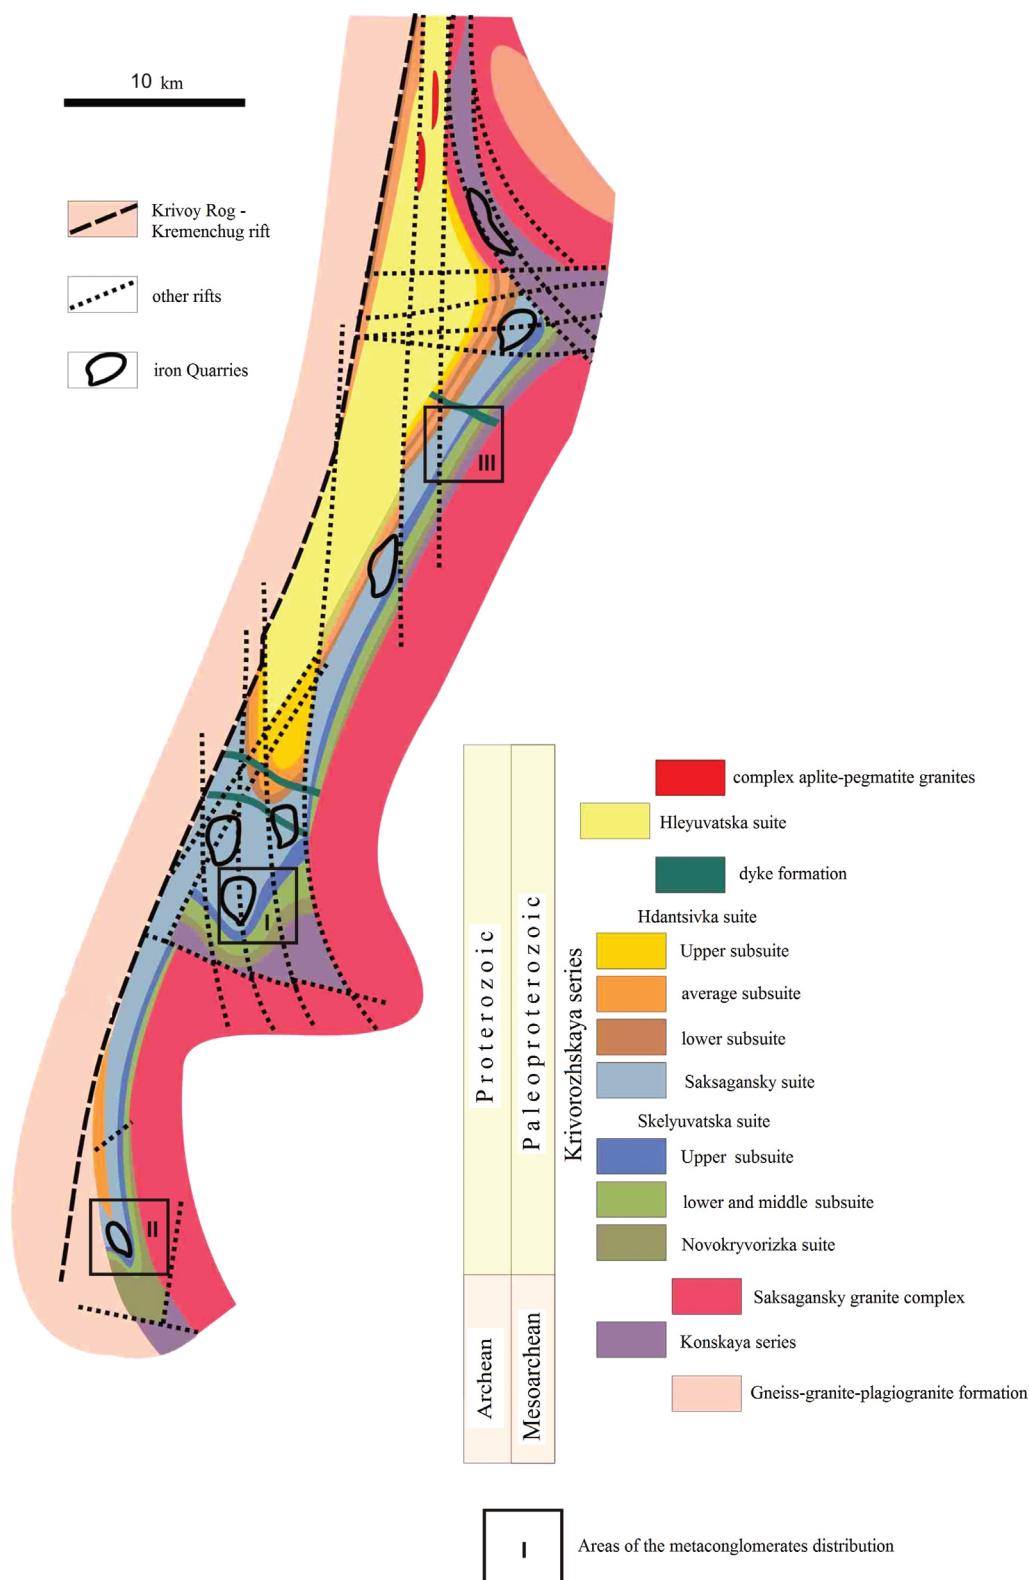 10 km
Krivoy Rog -
Kremenchug rift
other rifts
iron Quarries
III
I
II
Proterozoic
Paleoproterozoic
Archean
Mesoarchean
Krivorozhskaya series
complex aplite-pegmatite granites
Hleyuvatska suite
dyke formation
Hdantsivka suite
Upper subsuite
average subsuite
lower subsuite
Saksagansky suite
Skelyuvatska suite
Upper subsuite
lower and middle subsuite
Novokryvorizka suite
Saksagansky granite complex
Konskaya series
Gneiss-granite-plagiogranite formation
I
Areas of the metaconglomerates distribution